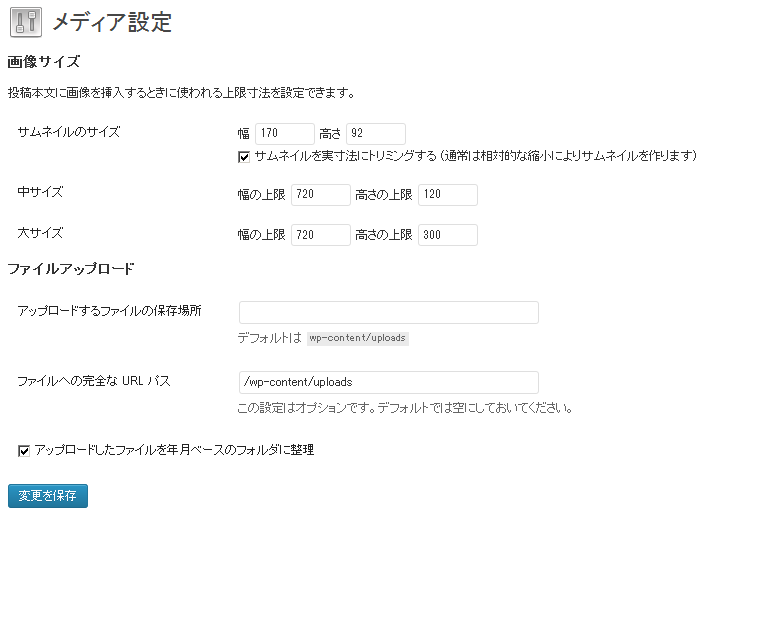 メディア設定
画像サイズ
投稿本文に画像を挿入するときに使われる上限寸法を設定できます。
サムネイルのサイズ 幅 170 高さ 92
サムネイルを実寸法にトリミングする (通常は相対的な縮小によりサムネイルを作ります)
中サイズ 幅の上限 720 高さの上限 120
大サイズ 幅の上限 720 高さの上限 300
ファイルアップロード
アップロードするファイルの保存場所
デフォルトは wp-content/uploads
ファイルへの完全な URL パス /wp-content/uploads
この設定はオプションです。デフォルトでは空にしておいてください。
アップロードしたファイルを年月ベースのフォルダに整理
変更を保存